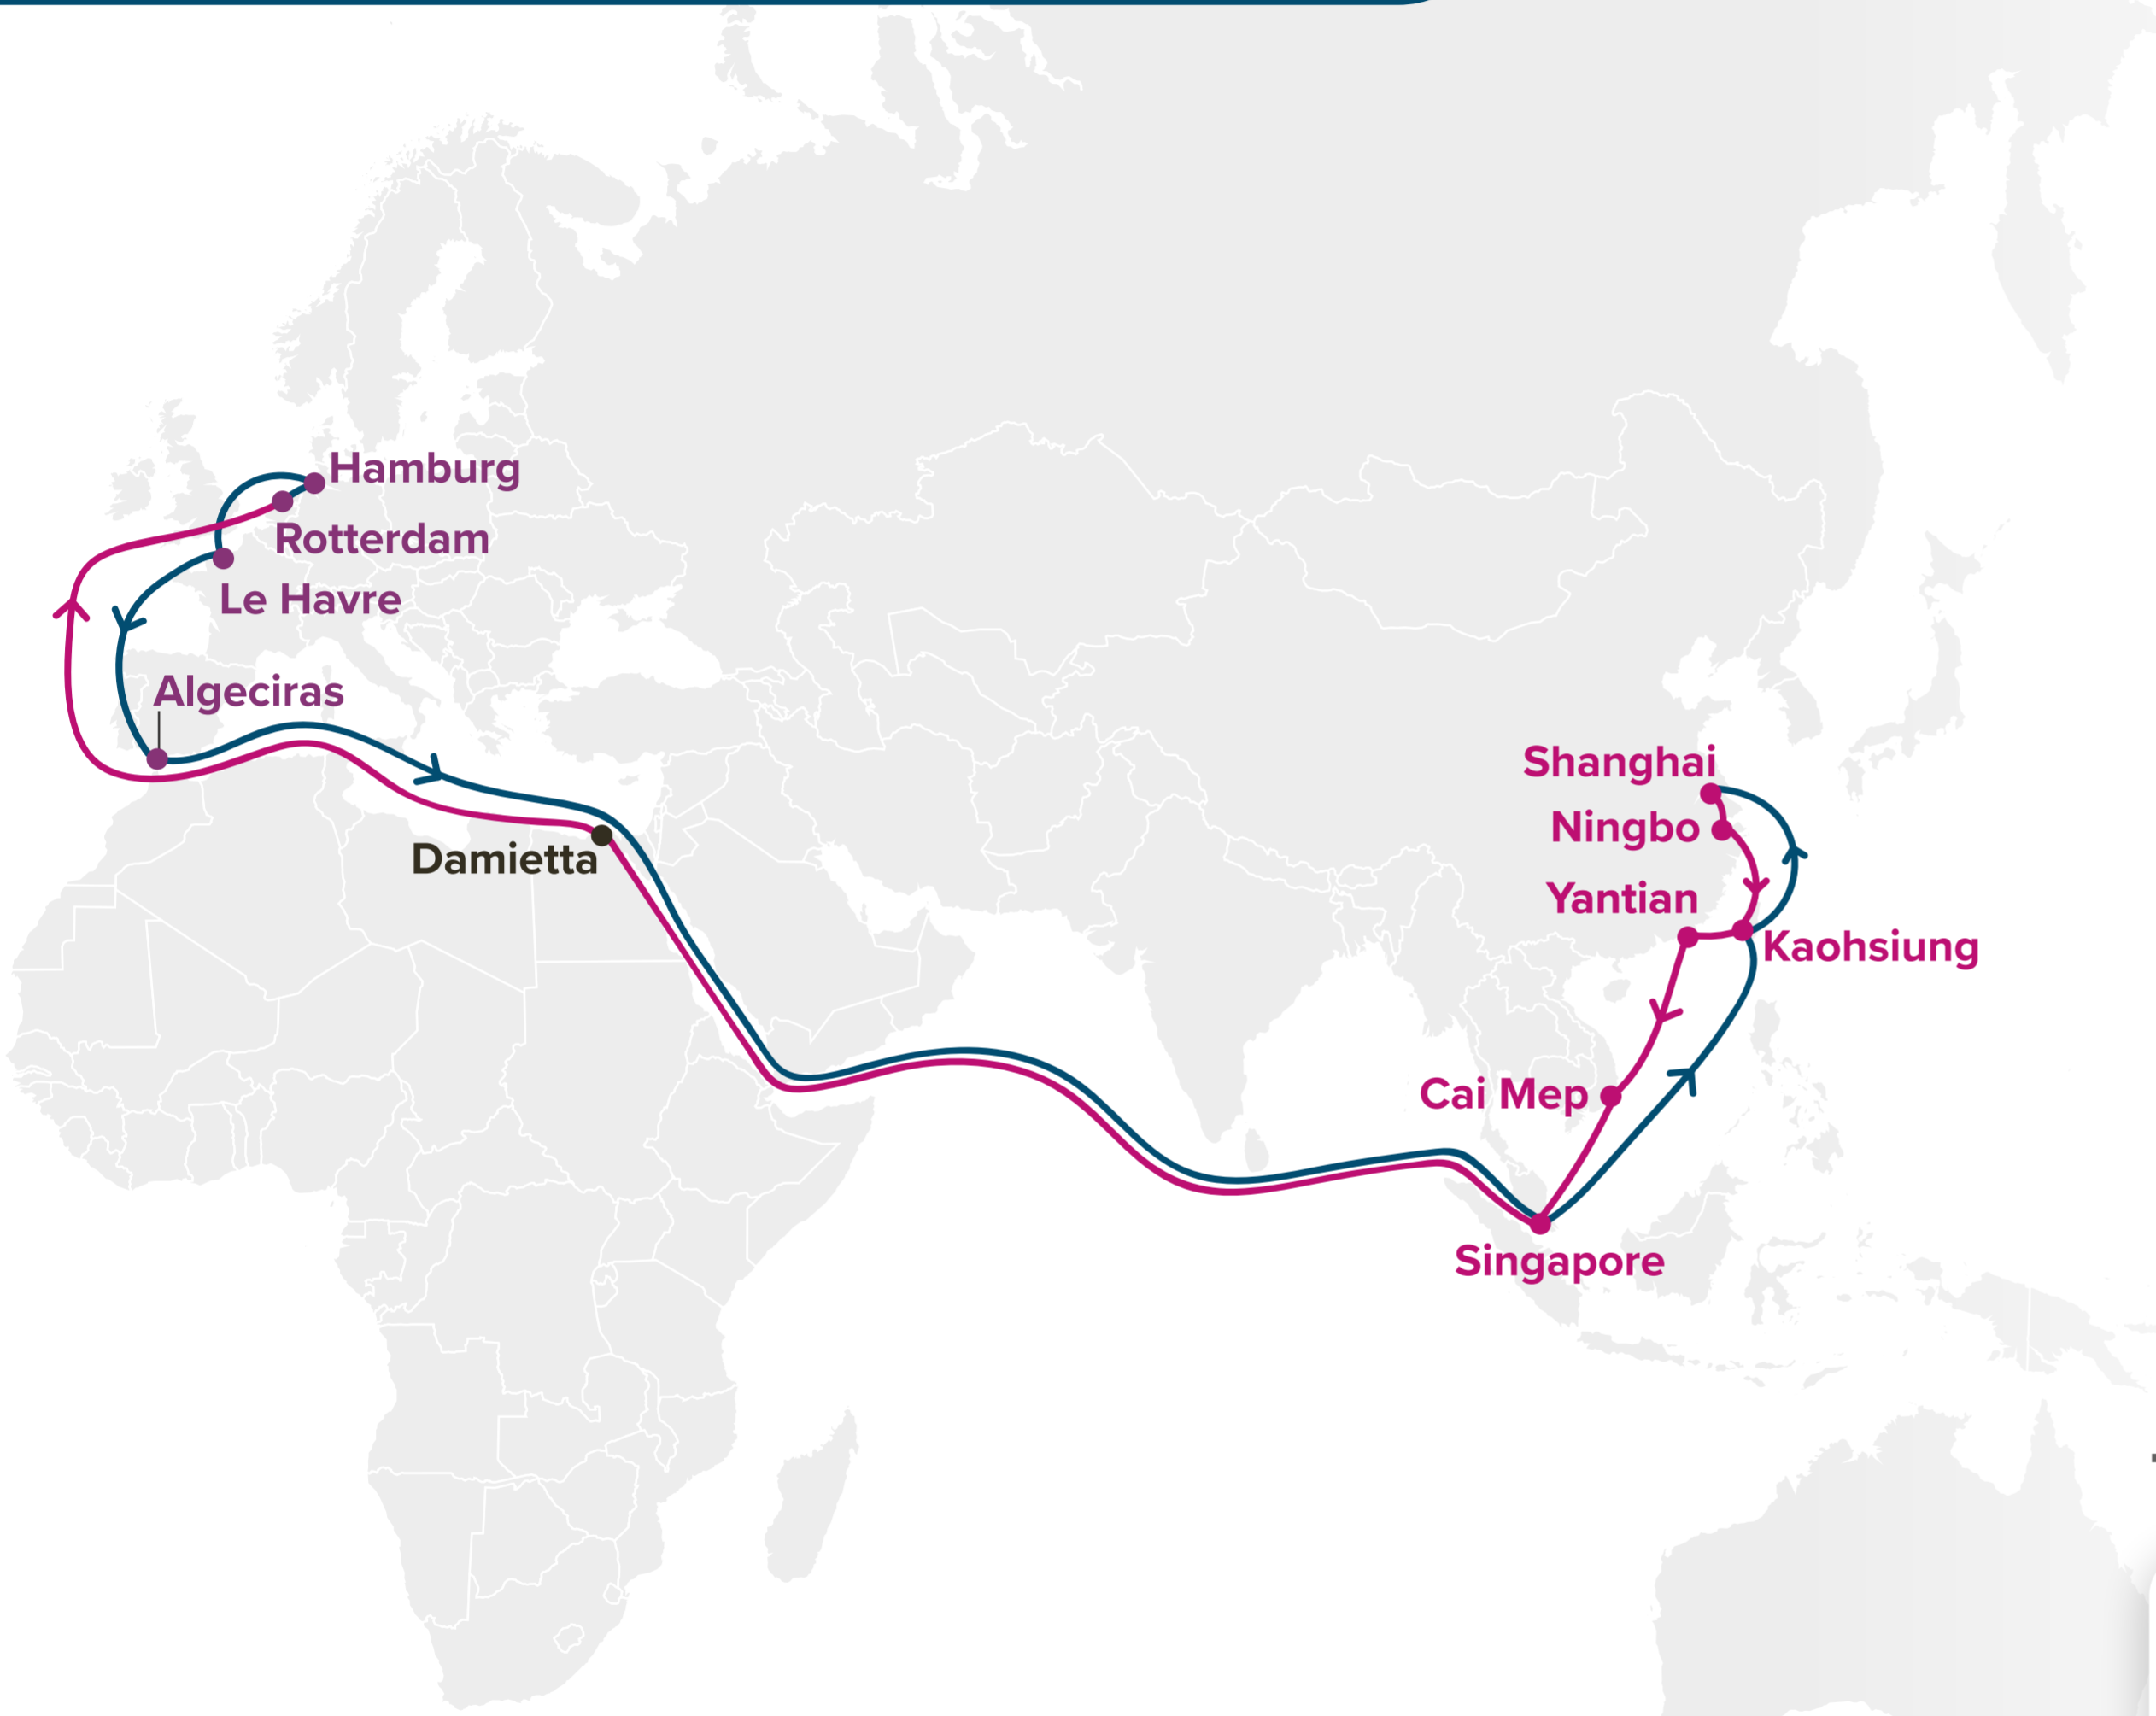 Hamburg
Rotterdam
Le Havre
Algeciras
Shanghai
Ningbo
Damietta
Yantian
Kaohsiung
Cai Mep
Singapore